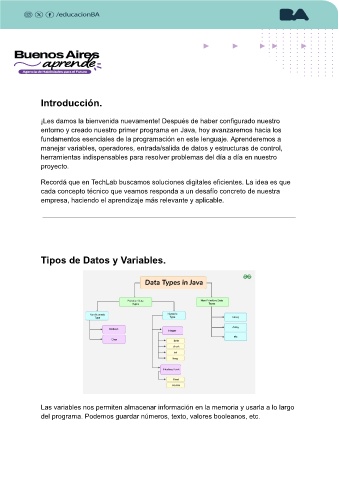 /educacionBA
BA
Buenos Aires
aprende
Agencia de Habilidades para el Futuro
Introducción.
¡Les damos la bienvenida nuevamente! Después de haber configurado nuestro
entorno y creado nuestro primer programa en Java, hoy avanzaremos hacia los
fundamentos esenciales de la programación en este lenguaje. Aprenderemos a
manejar variables, operadores, entrada/salida de datos y estructuras de control,
herramientas indispensables para resolver problemas del día a día en nuestro
proyecto.
Recordá que en TechLab buscamos soluciones digitales eficientes. La idea es que
cada concepto técnico que veamos responda a un desafío concreto de nuestra
empresa, haciendo el aprendizaje más relevante y aplicable.
Tipos de Datos y Variables.
Data Types in Java
Primitive Data
Types
Non-Primitive Data
Types
Boolean
Type
Numeric
Type
String
Array
etc
Boolean
Char
Integer
byte
short
int
long
Floating-point
float
double
Las variables nos permiten almacenar información en la memoria y usarla a lo largo
del programa. Podemos guardar números, texto, valores booleanos, etc.